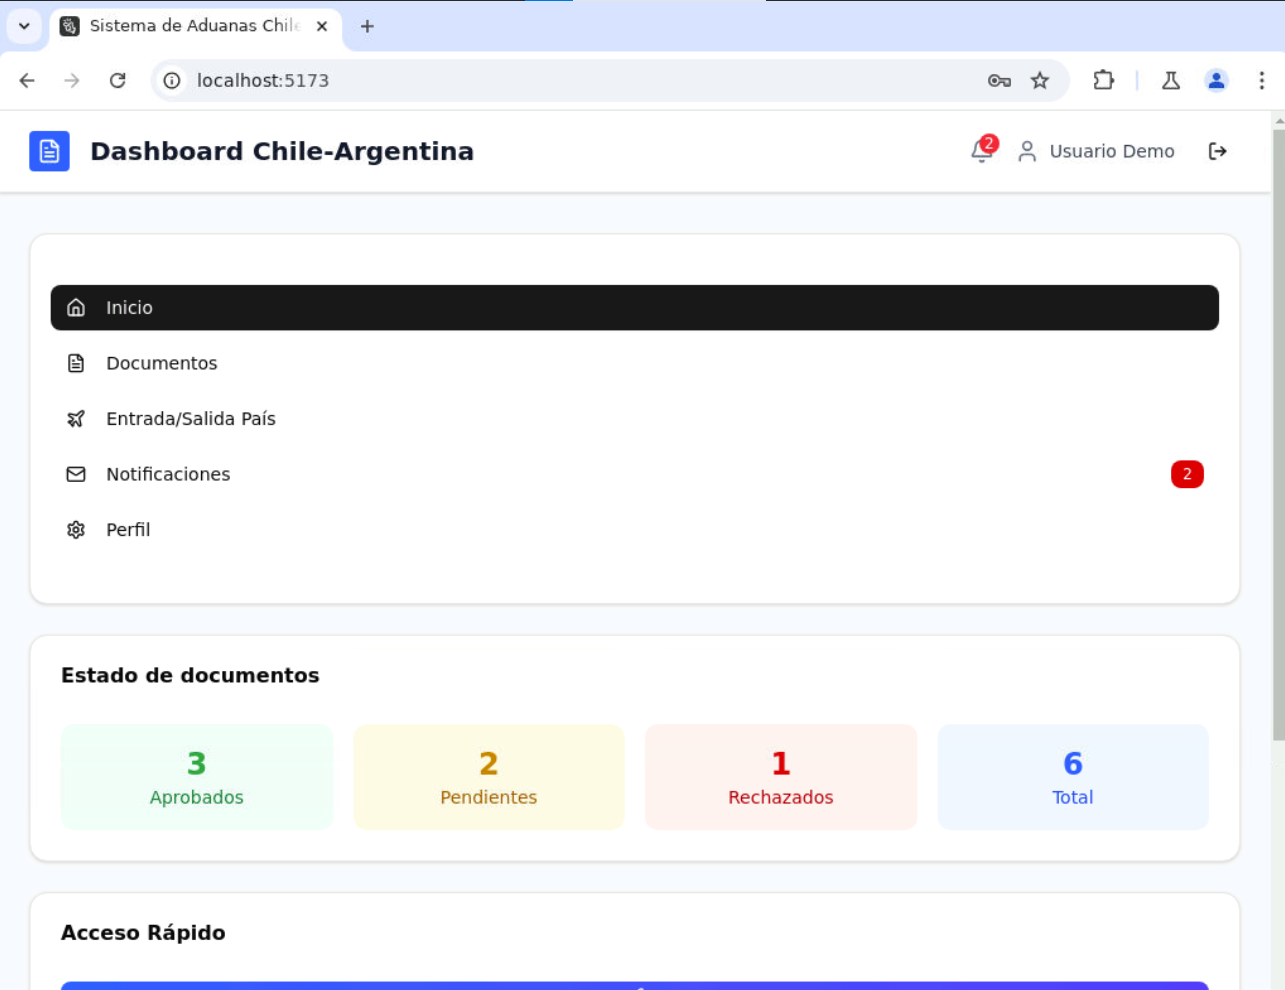 Sistema de Aduanas Chile
localhost:5173
Dashboard Chile-Argentina
2
Usuario Demo
Inicio
Documentos
Entrada/Salida País
Notificaciones
2
Perfil
Estado de documentos
3
Aprobados
2
Pendientes
1
Rechazados
6
Total
Acceso Rápido